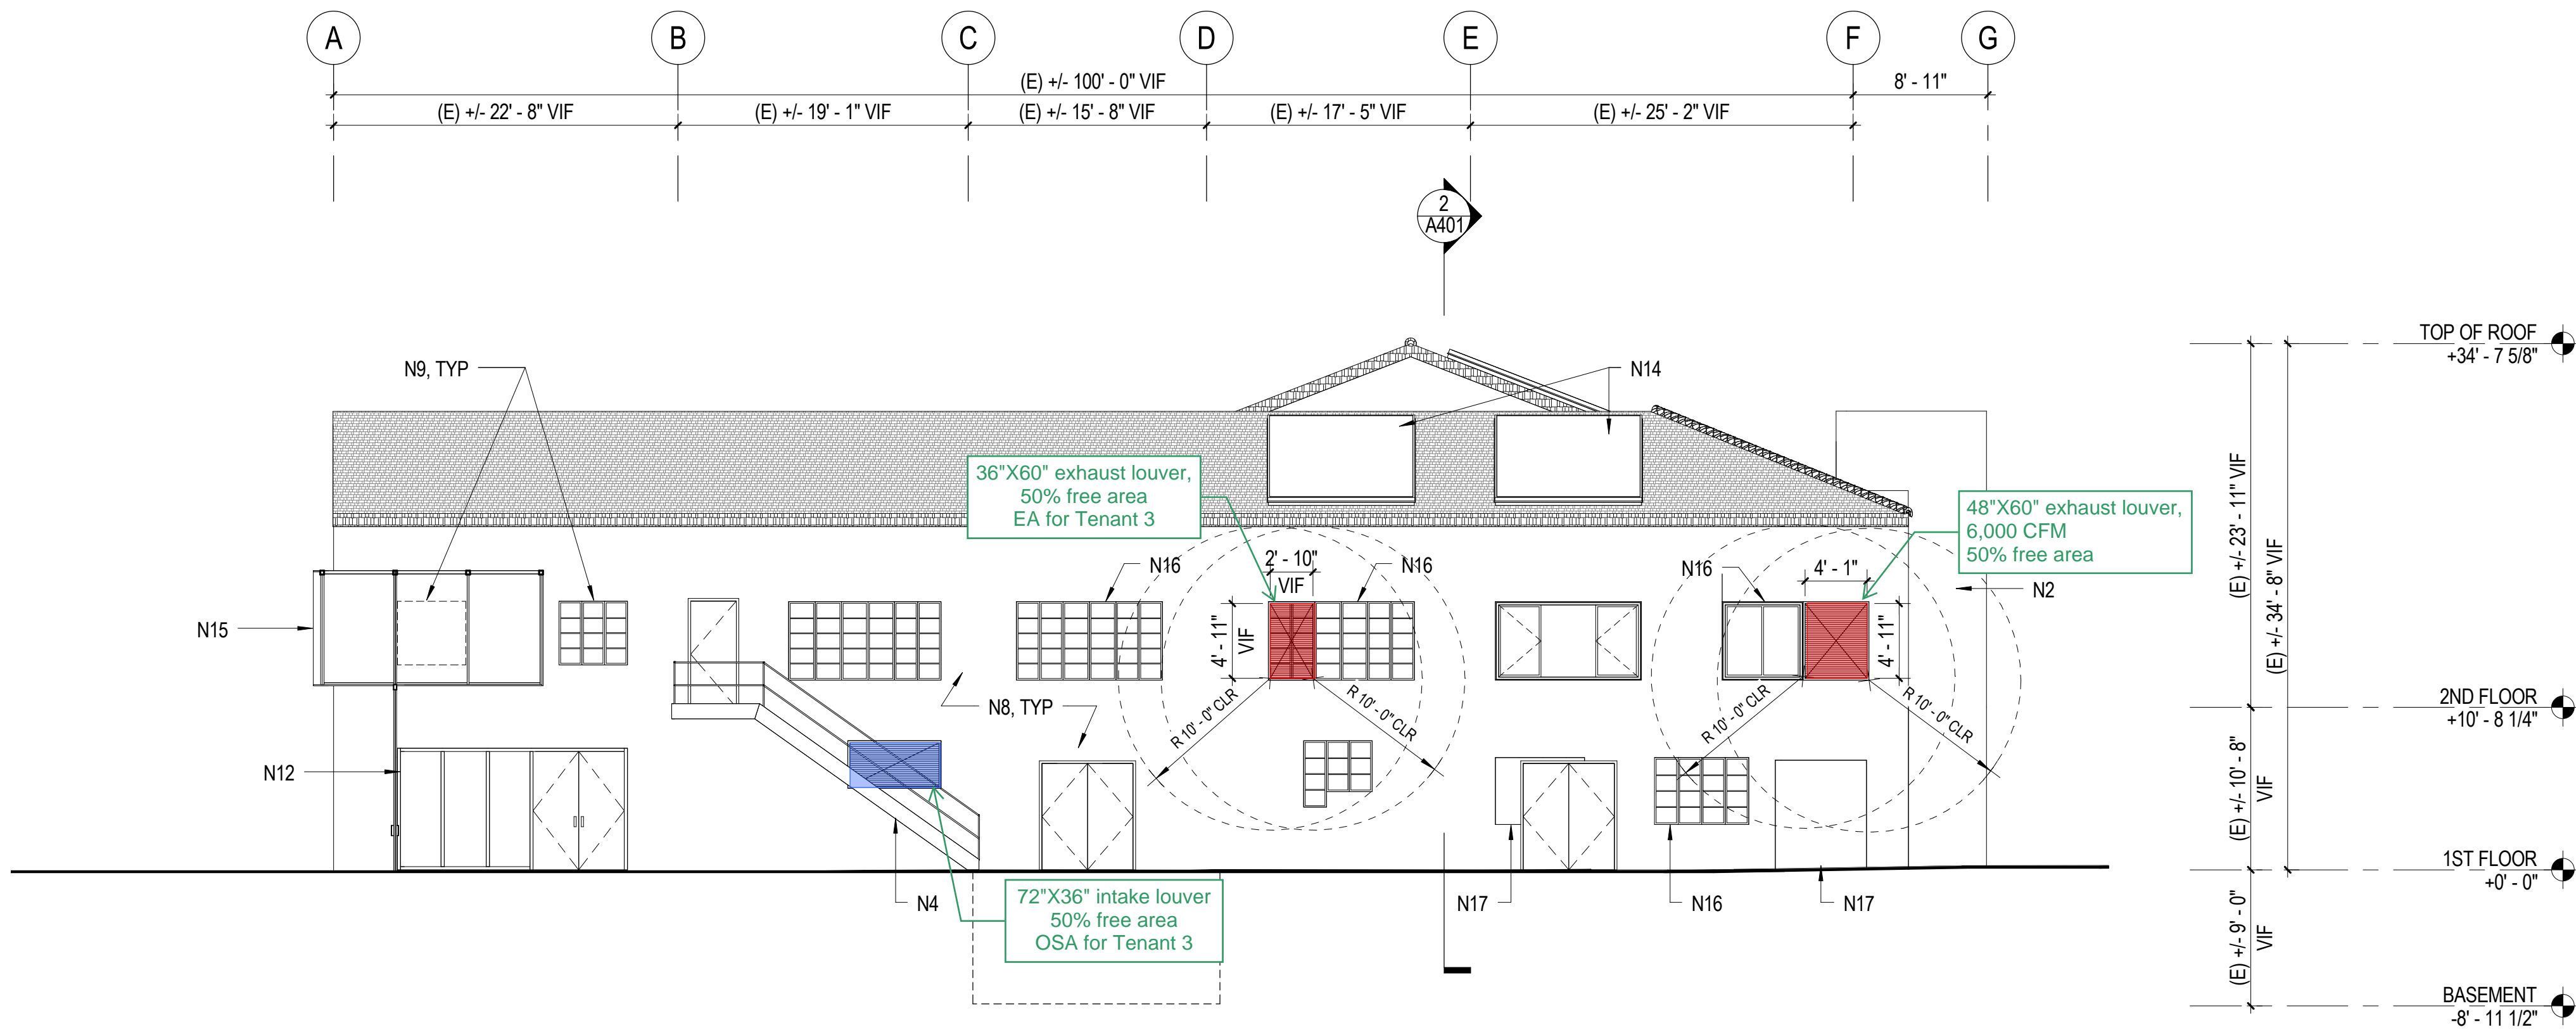 A
B
C
D
E
F
G
(E) +/- 100' - 0" VIF
8' - 11"
(E) +/- 22' - 8" VIF
(E) +/- 19' - 1" VIF
(E) +/- 15' - 8" VIF
(E) +/- 17' - 5" VIF
(E) +/- 25' - 2" VIF
2
A401
TOP OF ROOF
+34' - 7 5/8"
N9, TYP
N14
36"X60" exhaust louver,
50% free area
EA for Tenant 3
48"X60" exhaust louver,
6,000 CFM
50% free area
(E) +/- 23' - 11" VIF
(E) +/- 34' - 8" VIF
N16
2' - 10"
VIF
N16
N16
4' - 1"
N2
N15
4' - 11"
VIF
4' - 11"
R 10' - 0" CLR
R 10' - 0" CLR
R 10' - 0" CLR
R 10' - 0" CLR
N8, TYP
2ND FLOOR
+10' - 8 1/4"
N12
(E) +/- 10' - 8"
VIF
1ST FLOOR
+0' - 0"
N4
72"X36" intake louver
50% free area
OSA for Tenant 3
N17
N16
N17
(E) +/- 9' - 0"
VIF
BASEMENT
-8' - 11 1/2"